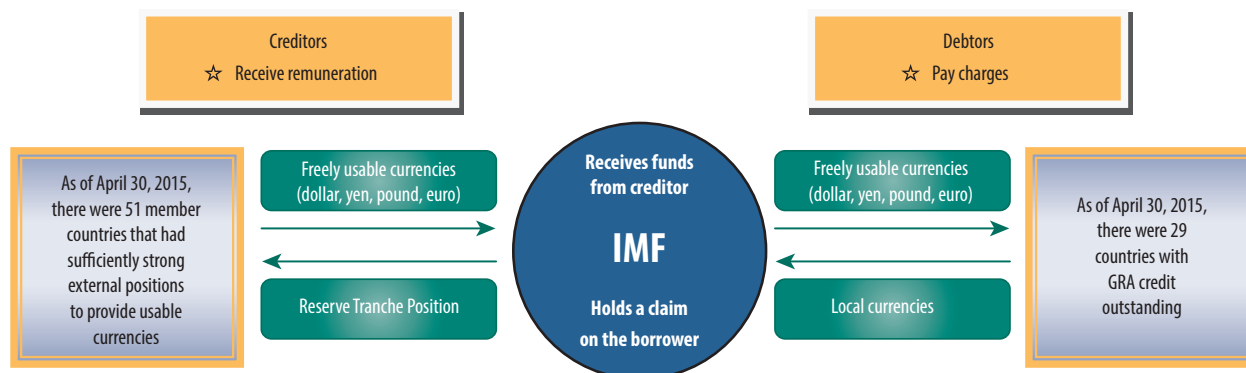 Creditors
☆ Receive remuneration
Debtors
☆ Pay charges
As of April 30, 2015,
there were 51 member
countries that had
sufficiently strong
external positions
to provide usable
currencies
Freely usable currencies
(dollar, yen, pound, euro)
Reserve Tranche Position
Receives funds
from creditor
IMF
Holds a claim
on the borrower
Freely usable currencies
(dollar, yen, pound, euro)
Local currencies
As of April 30, 2015,
there were 29
countries with
GRA credit
outstanding